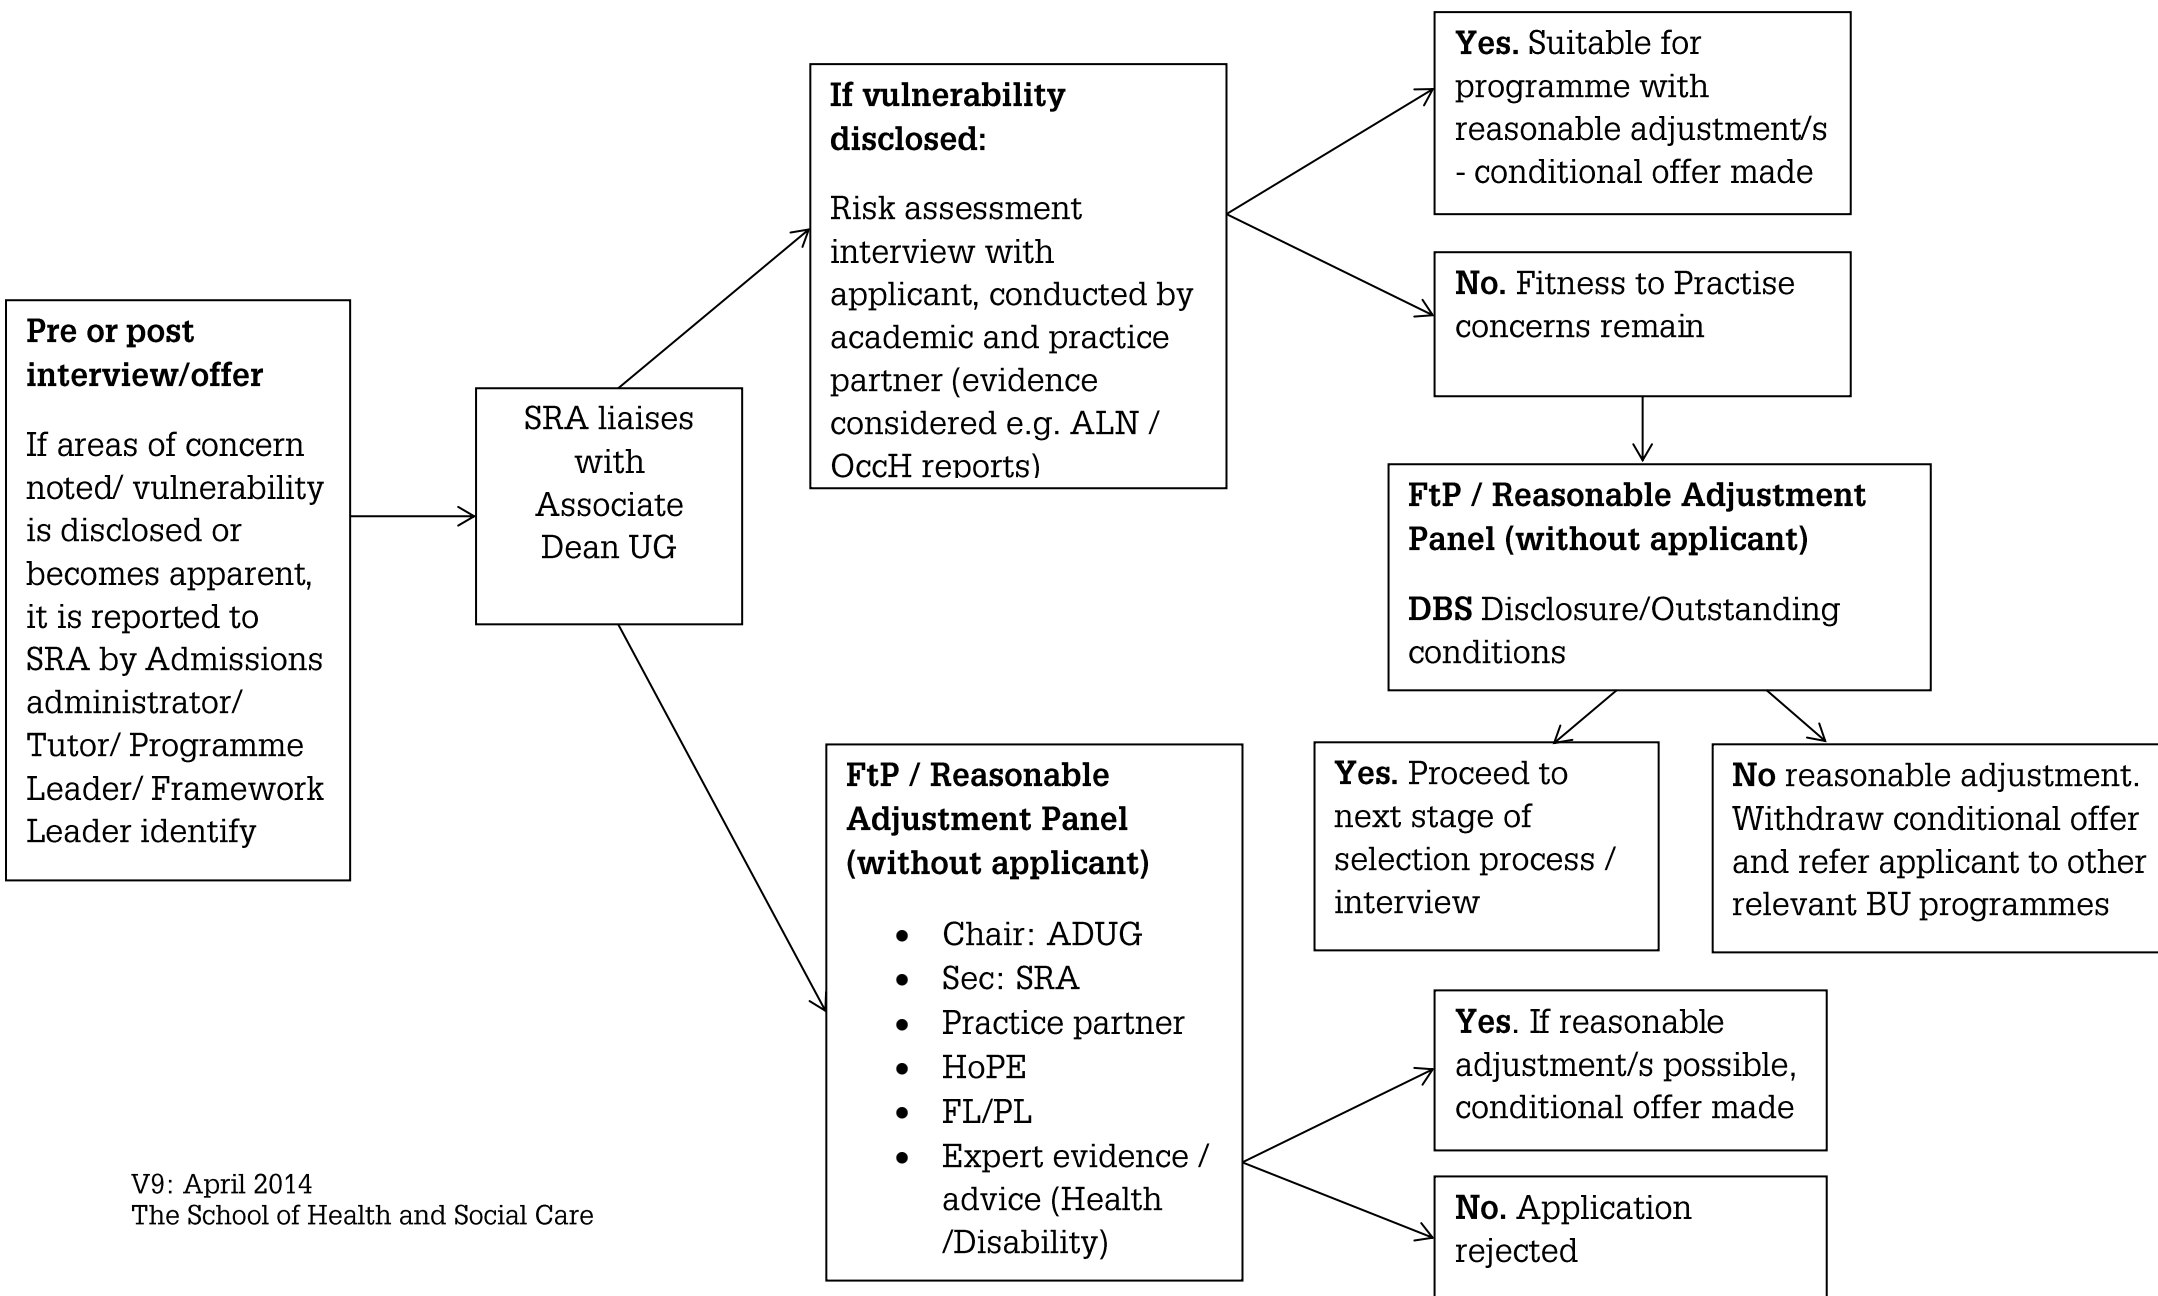 Pre or post
interview/offer
If areas of concern
noted/ vulnerability
is disclosed or
becomes apparent,
it is reported to
SRA by Admissions
administrator/
Tutor/ Programme
Leader/ Framework
Leader identify
SRA liaises
with
Associate
Dean UG
If vulnerability
disclosed:
Risk assessment
interview with
applicant, conducted by
academic and practice
partner (evidence
considered e.g. ALN /
OccH reports)
Yes. Suitable for
programme with
reasonable adjustment/s
- conditional offer made
No. Fitness to Practise
concerns remain
FtP / Reasonable Adjustment
Panel (without applicant)
DBS Disclosure/Outstanding
conditions
Yes. Proceed to
next stage of
selection process /
interview
No reasonable adjustment.
Withdraw conditional offer
and refer applicant to other
relevant BU programmes
FtP / Reasonable
Adjustment Panel
(without applicant)
• Chair: ADUG
• Sec: SRA
• Practice partner
• HoPE
• FL/PL
• Expert evidence /
advice (Health
/Disability)
Yes. If reasonable
adjustment/s possible,
conditional offer made
No. Application
rejected
V9: April 2014
The School of Health and Social Care